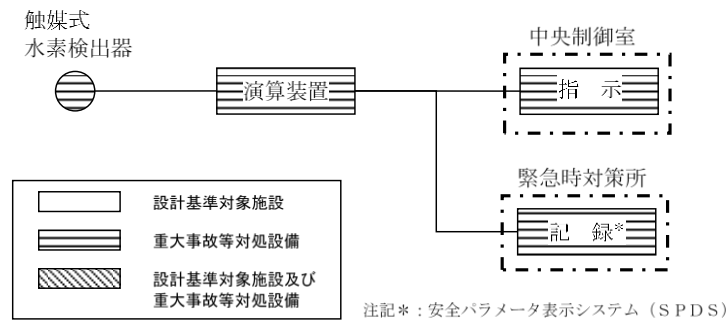 触媒式
水素検出器
中央制御室
演算装置
指　示
緊急時対策所
記　録*
設計基準対象施設
重大事故等対処設備
設計基準対象施設及び
重大事故等対処設備
注記＊：安全パラメータ表示システム（ＳＰＤＳ）